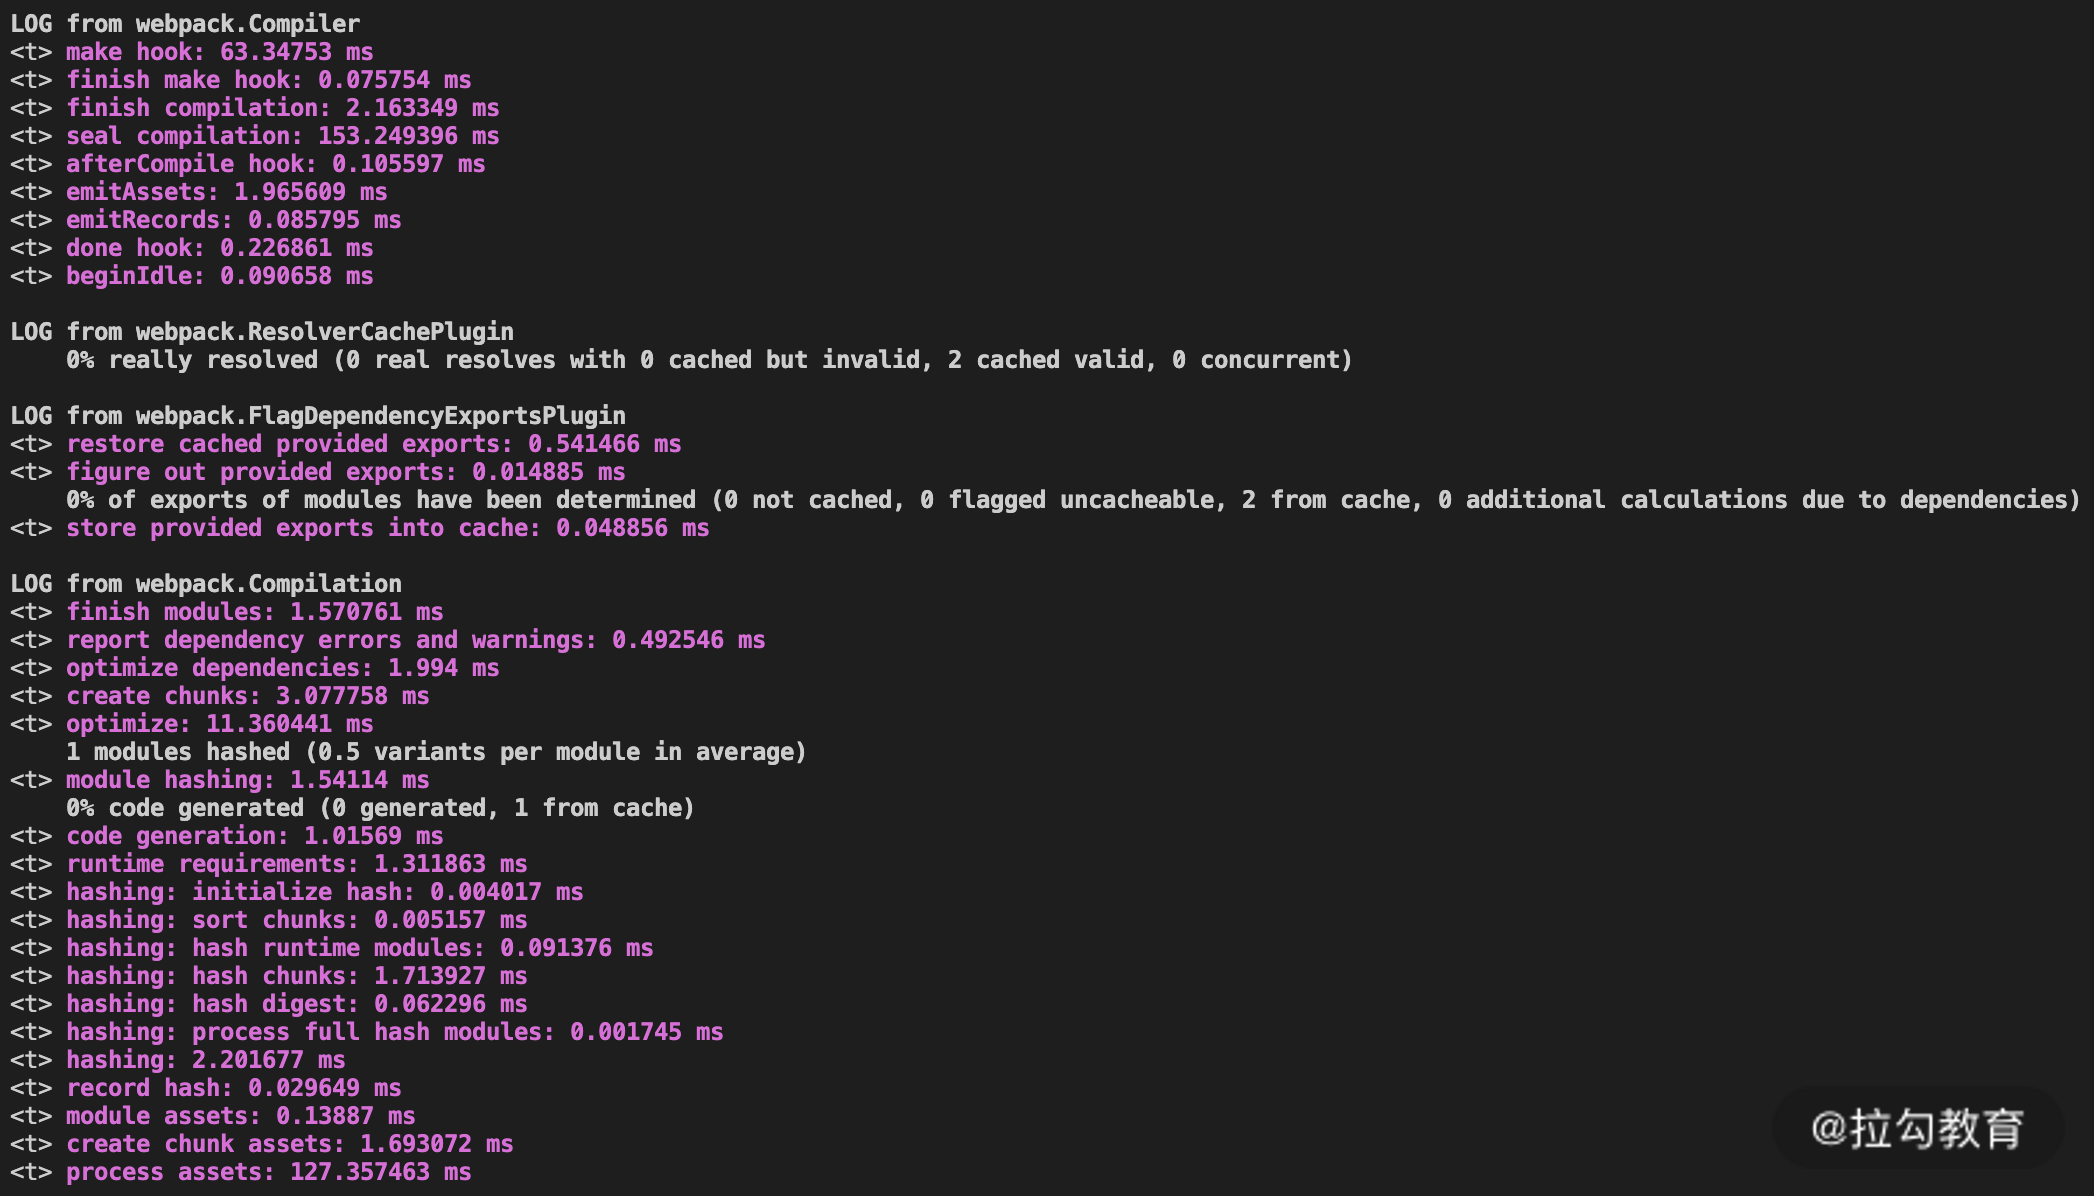 LOG from webpack.Compiler
<t> make hook: 63.34753 ms
<t> finish make hook: 0.075754 ms
<t> finish compilation: 2.163349 ms
<t> seal compilation: 153.249396 ms
<t> afterCompile hook: 0.105597 ms
<t> emitAssets: 1.965609 ms
<t> emitRecords: 0.085795 ms
<t> done hook: 0.226861 ms
<t> beginIdle: 0.090658 ms
LOG from webpack.ResolverCachePlugin
0% really resolved (0 real resolves with 0 cached but invalid, 2 cached valid, 0 concurrent)
LOG from webpack.FlagDependencyExportsPlugin
<t> restore cached provided exports: 0.541466 ms
<t> figure out provided exports: 0.014885 ms
0% of exports of modules have been determined (0 not cached, 0 flagged uncacheable, 2 from cache, 0 additional calculations due to dependencies)
<t> store provided exports into cache: 0.048856 ms
LOG from webpack.Compilation
<t> finish modules: 1.570761 ms
<t> report dependency errors and warnings: 0.492546 ms
<t> optimize dependencies: 1.994 ms
<t> create chunks: 3.077758 ms
<t> optimize: 11.360441 ms
1 modules hashed (0.5 variants per module in average)
<t> module hashing: 1.54114 ms
0% code generated (0 generated, 1 from cache)
<t> code generation: 1.01569 ms
<t> runtime requirements: 1.311863 ms
<t> hashing: initialize hash: 0.004017 ms
<t> hashing: sort chunks: 0.005157 ms
<t> hashing: hash runtime modules: 0.091376 ms
<t> hashing: hash chunks: 1.713927 ms
<t> hashing: hash digest: 0.062296 ms
<t> hashing: process full hash modules: 0.001745 ms
<t> hashing: 2.201677 ms
<t> record hash: 0.029649 ms
<t> module assets: 0.13887 ms
<t> create chunk assets: 1.693072 ms
<t> process assets: 127.357463 ms
@拉勾教育